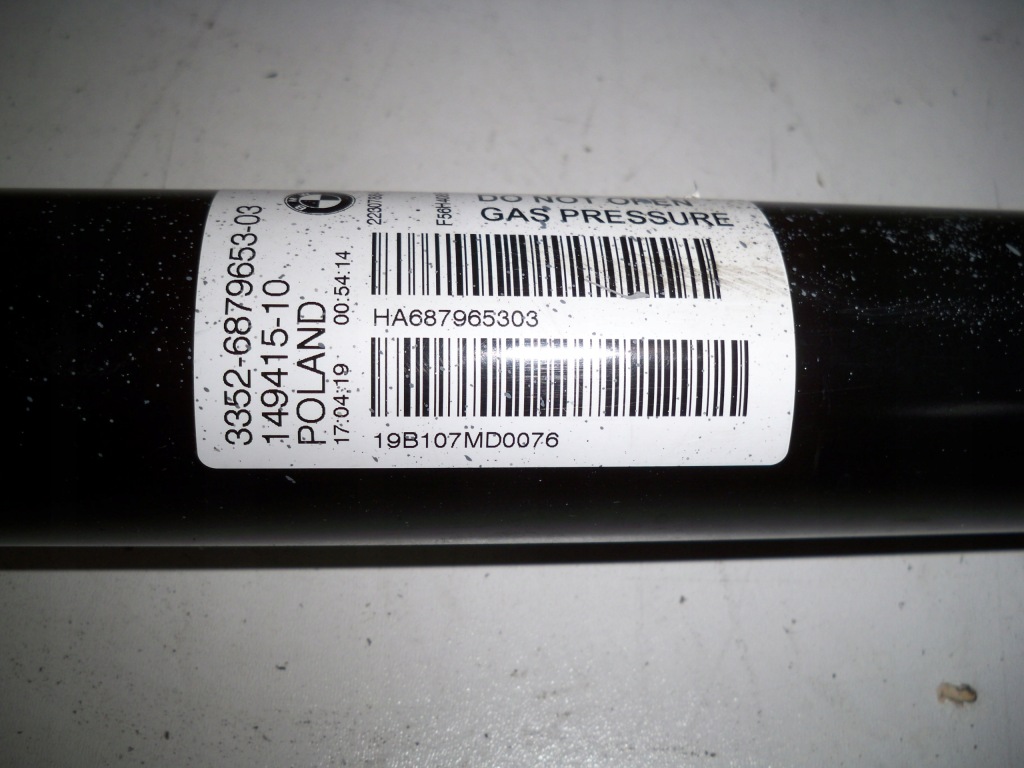 3352-6879653-03
149415-10
POLAND
17:04:19 00:54:14
DO NOT OPEN
GAS PRESSURE
HA687965303
19B107MD0076